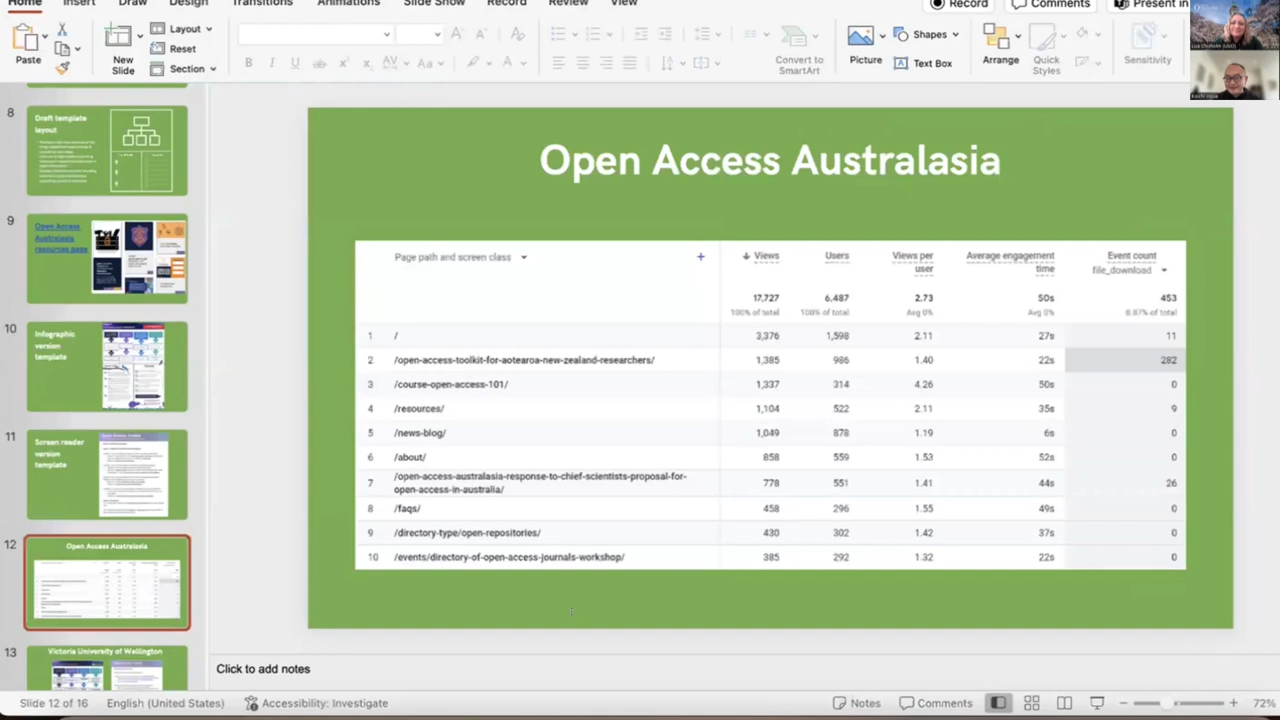 Home Insert Draw Design Transitions Animations Slide Show Record Review View
Record Comments Present in
Paste
New
Slide
Layout
Reset
Section
Convert to
SmartArt
Picture
Shapes
Text Box
Arrange
Quick
Styles
Sensitivity
8
Draft template
layout
9
Open Access
Australasia
resources page
10
Infographic
version
template
11
Screen reader
version
template
12
Open Access Australasia
13
Victoria University of Wellington
Open Access Australasia
Page path and screen class + Views Users Views per user Average engagement time Event count file_download
17,727 6,487 2.73 50s 453
100% of total 100% of total Avg 0% Avg 0% 8.87% of total
1 / 3,376 1,598 2.11 27s 11
2 /open-access-toolkit-for-aotearoa-new-zealand-researchers/ 1,385 986 1.40 22s 282
3 /course-open-access-101/ 1,337 314 4.26 50s 0
4 /resources/ 1,104 522 2.11 35s 9
5 /news-blog/ 1,049 878 1.19 6s 0
6 /about/ 858 559 1.53 52s 0
7 /open-access-australasia-response-to-chief-scientists-proposal-for-
open-access-in-australia/ 778 551 1.41 44s 26
8 /faqs/ 458 296 1.55 49s 0
9 /directory-type/open-repositories/ 430 302 1.42 37s 0
10 /events/directory-of-open-access-journals-workshop/ 385 292 1.32 22s 0
Click to add notes
Slide 12 of 16 English (United States) Accessibility: Investigate Notes Comments 72%